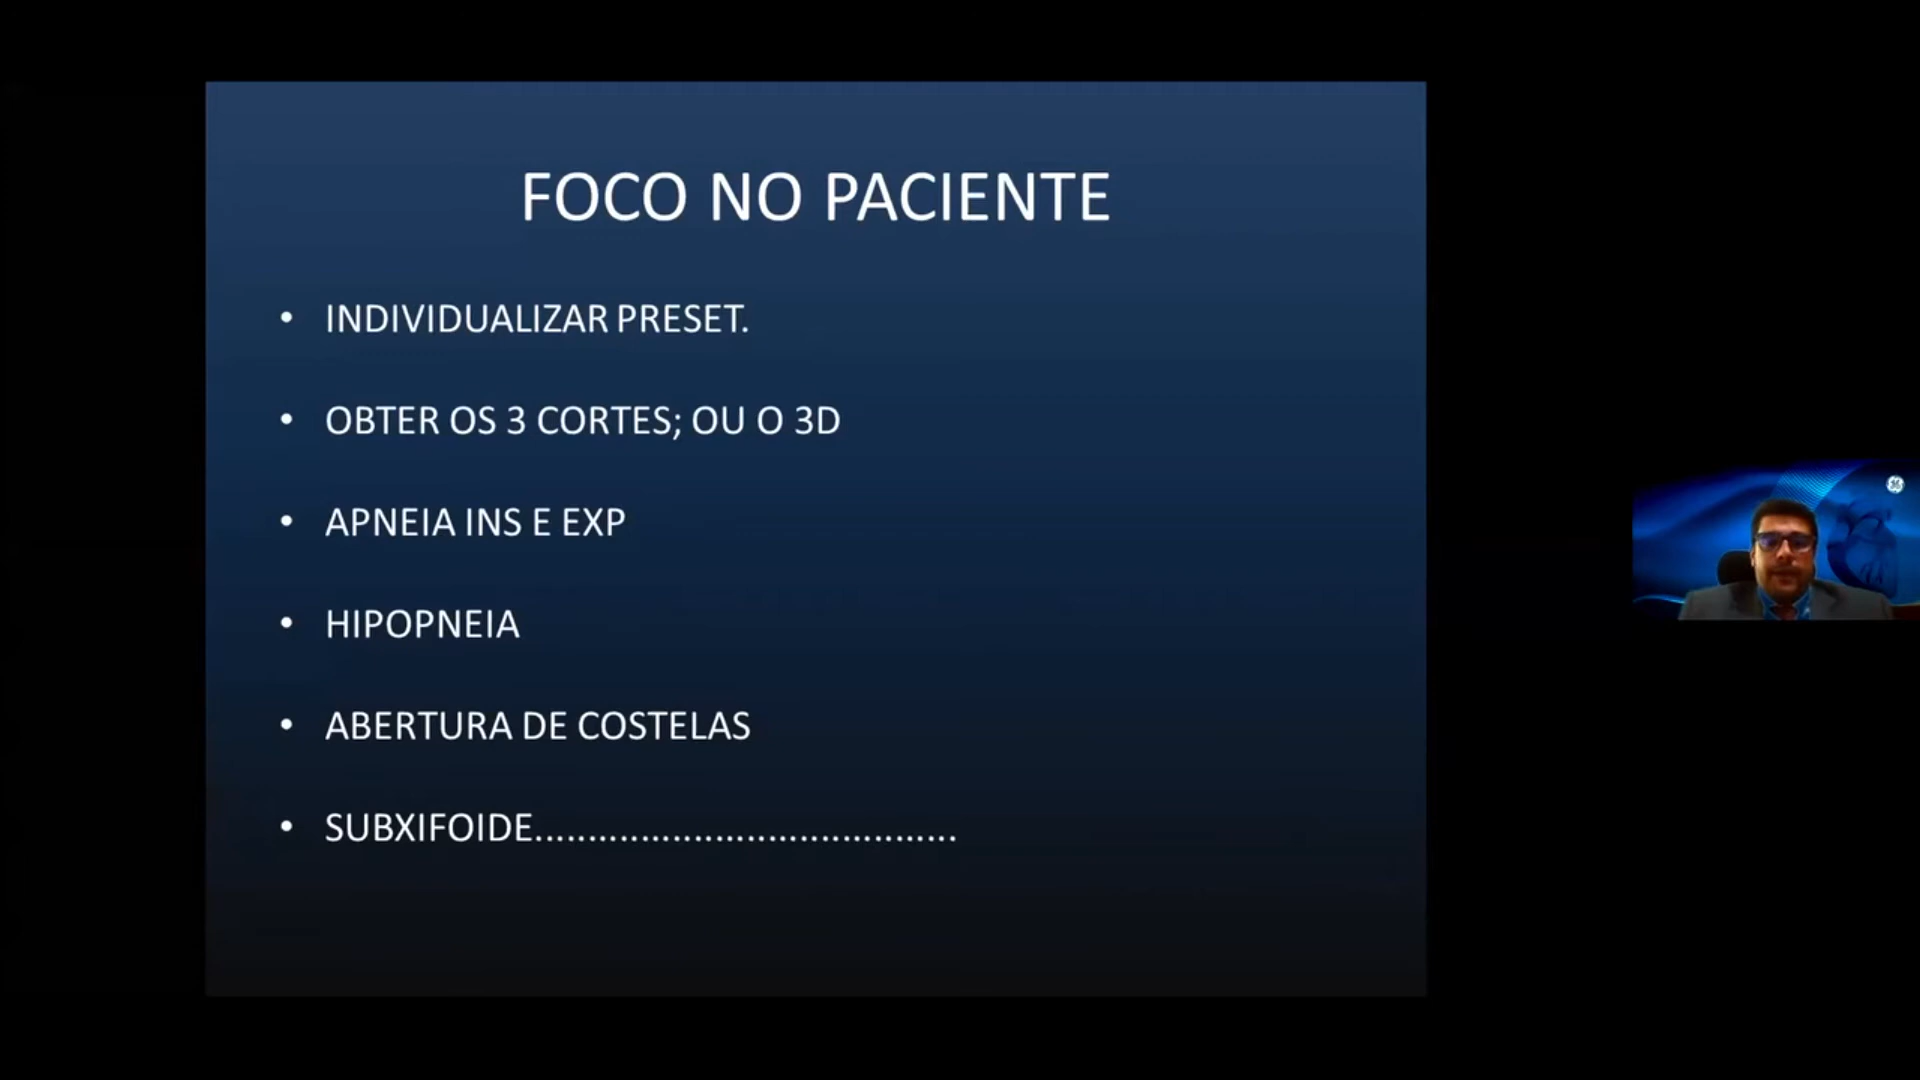 FOCO NO PACIENTE
• INDIVIDUALIZAR PRESET.
• OBTER OS 3 CORTES; OU O 3D
• APNEIA INS E EXP
• HIPOPNEIA
• ABERTURA DE COSTELAS
• SUBXIFOIDE........................................